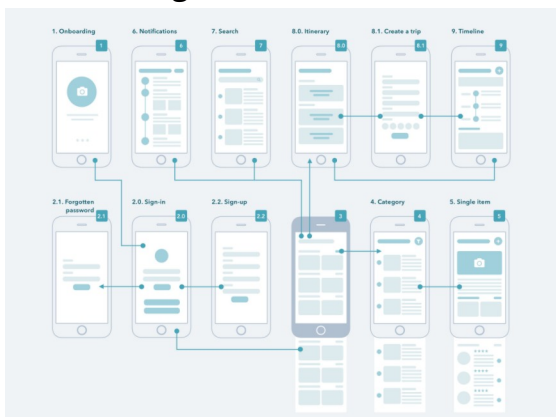 1. Onboarding
1
6. Notifications
6
7. Search
7
8.0. Itinerary
8.0
8.1. Create a trip
8.1
9. Timeline
9
2.1. Forgotten
password
2.1
2.0. Sign-in
2.0
2.2. Sign-up
2.2
3
4. Category
4
5. Single item
5